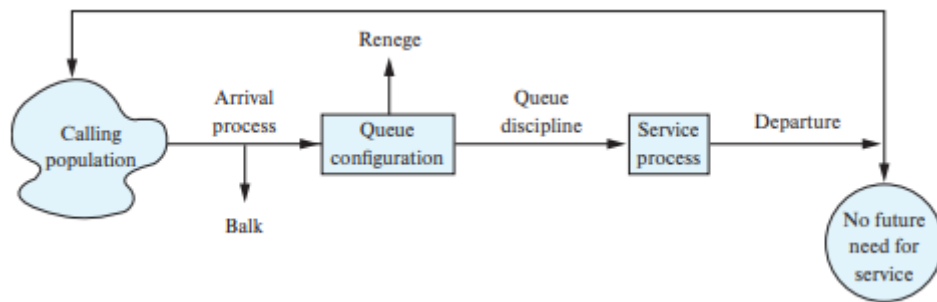 Renege
Arrival
process
Queue
discipline
Calling
population
Queue
configuration
Service
process
Departure
Balk
No future
need for
service